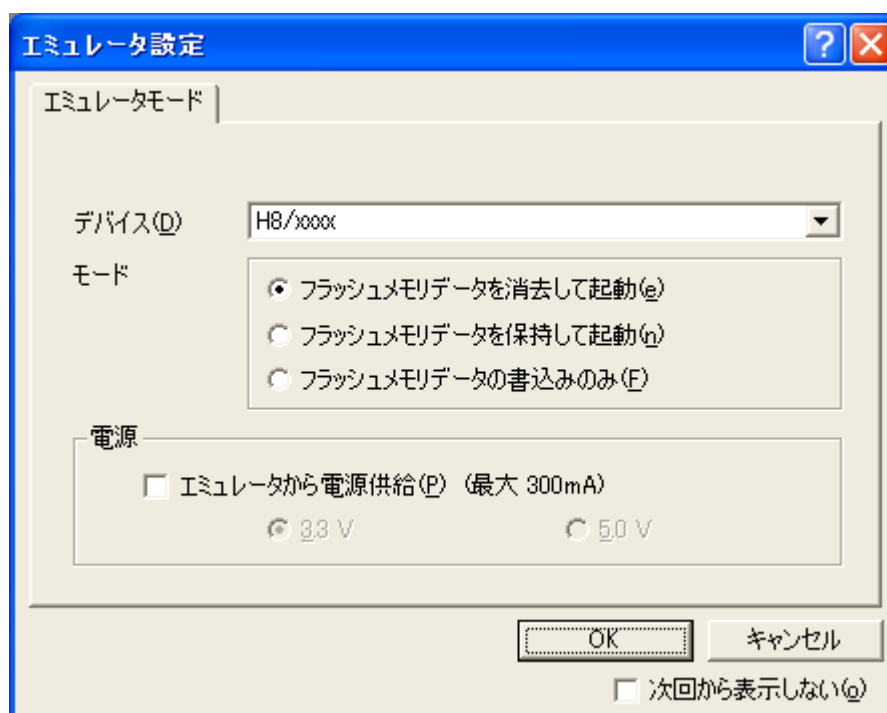 エミュレータ設定
エミュレータモード
デバイス(D)
H8/xxxx
モード
フラッシュメモリデータを消去して起動(e)
フラッシュメモリデータを保持して起動(n)
フラッシュメモリデータの書込みのみ(F)
電源
エミュレータから電源供給(P) (最大 300mA)
3.3 V 5.0 V
OK キャンセル
次回から表示しない(o)